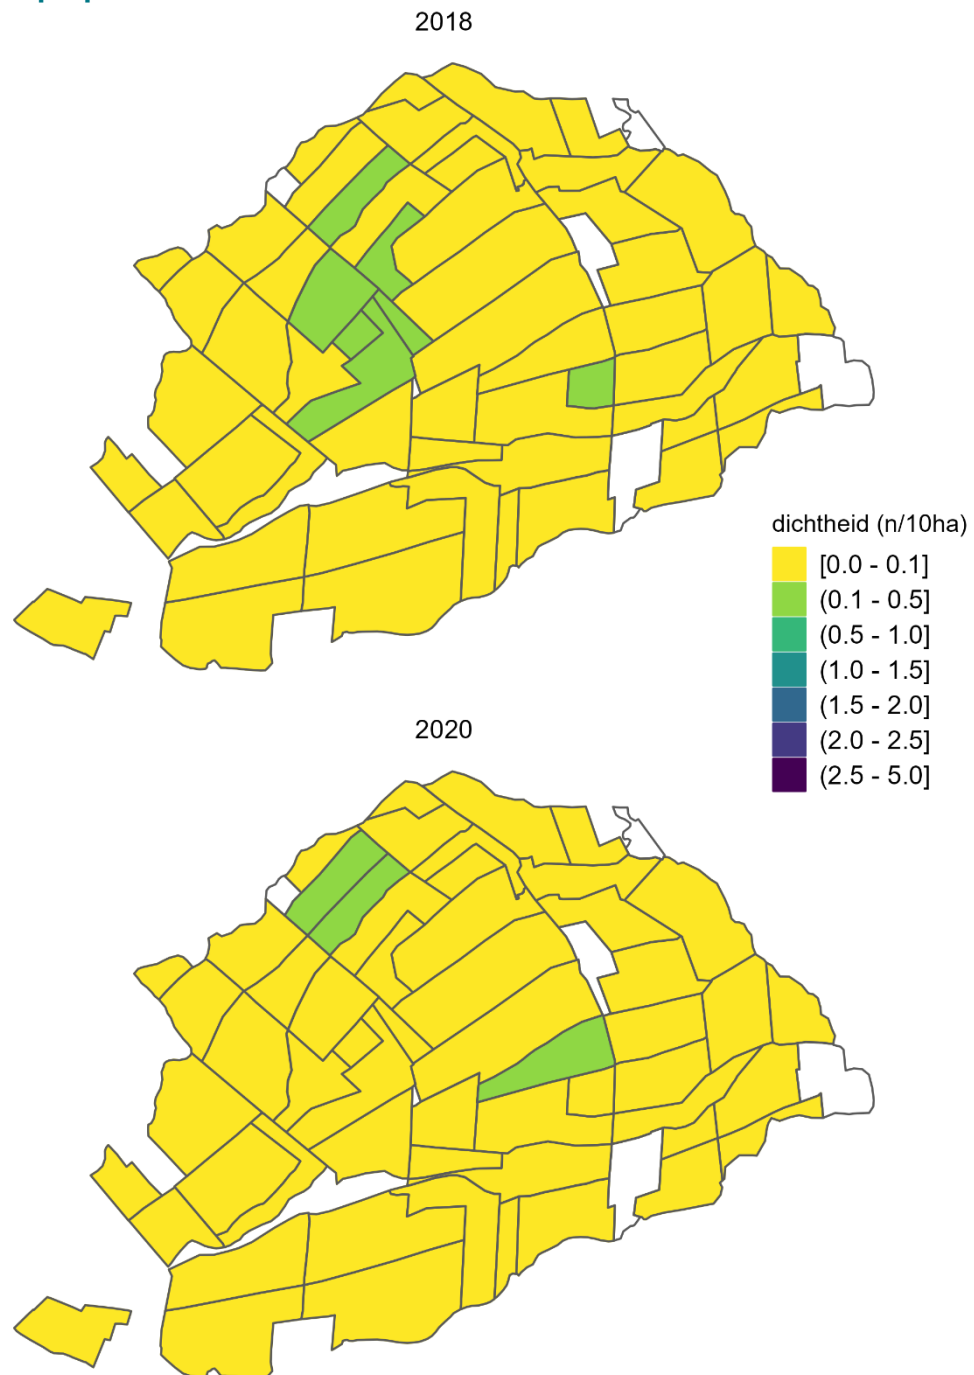 2018
dichtheid (n/10ha)
[0.0 - 0.1]
(0.1 - 0.5]
(0.5 - 1.0]
(1.0 - 1.5]
(1.5 - 2.0]
(2.0 - 2.5]
(2.5 - 5.0]
2020